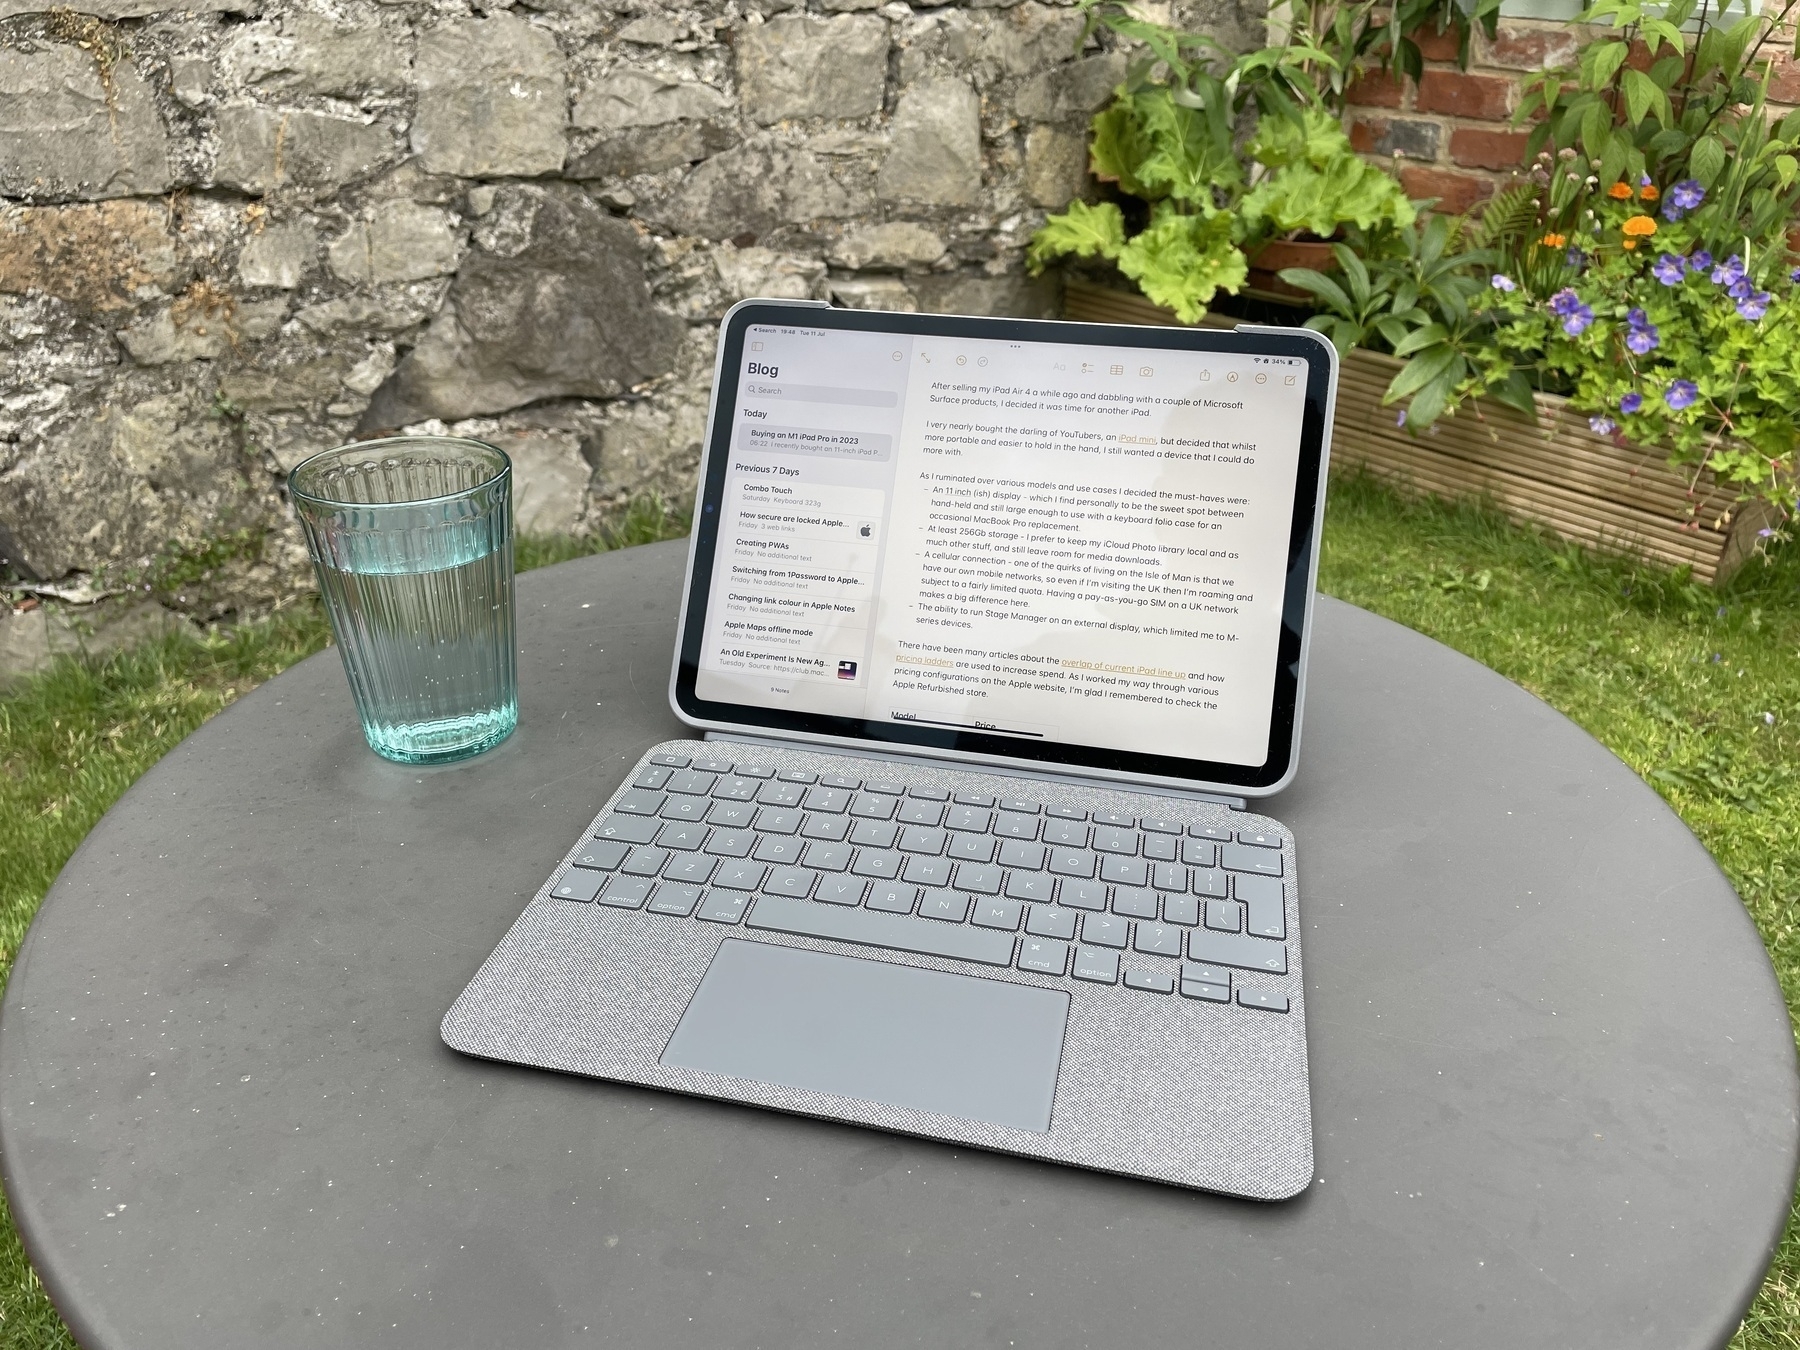 Search 19:48 Tue 11 Jul
34%
Blog
Search
Today
Buying an M1 iPad Pro in 2023
06:22 I recently bought an 11-inch iPad P...
Previous 7 Days
Combo Touch
Saturday Keyboard 323g
How secure are locked Apple...
Friday 3 web links
Creating PWAs
Friday No additional text
Switching from 1Password to Apple...
Friday No additional text
Changing link colour in Apple Notes
Friday No additional text
Apple Maps offline mode
Friday No additional text
An Old Experiment Is New Ag...
Tuesday Source: https://club.mac...
9 Notes
Aa
After selling my iPad Air 4 a while ago and dabbling with a couple of Microsoft
Surface products, I decided it was time for another iPad.
I very nearly bought the darling of YouTubers, an iPad mini, but decided that whilst
more portable and easier to hold in the hand, I still wanted a device that I could do
more with.
As I ruminated over various models and use cases I decided the must-haves were:
– An 11 inch (ish) display - which I find personally to be the sweet spot between
hand-held and still large enough to use with a keyboard folio case for an
occasional MacBook Pro replacement.
– At least 256Gb storage - I prefer to keep my iCloud Photo library local and as
much other stuff, and still leave room for media downloads.
– A cellular connection - one of the quirks of living on the Isle of Man is that we
have our own mobile networks, so even if I'm visiting the UK then I'm roaming and
subject to a fairly limited quota. Having a pay-as-you-go SIM on a UK network
makes a big difference here.
– The ability to run Stage Manager on an external display, which limited me to M-
series devices.
There have been many articles about the overlap of current iPad line up and how
pricing ladders are used to increase spend. As I worked my way through various
pricing configurations on the Apple website, I'm glad I remembered to check the
Apple Refurbished store.
Model Price
Q W E R T Y U I O P
A S D F G H J K L
Z X C V B N M < > ?
control option cmd cmd option